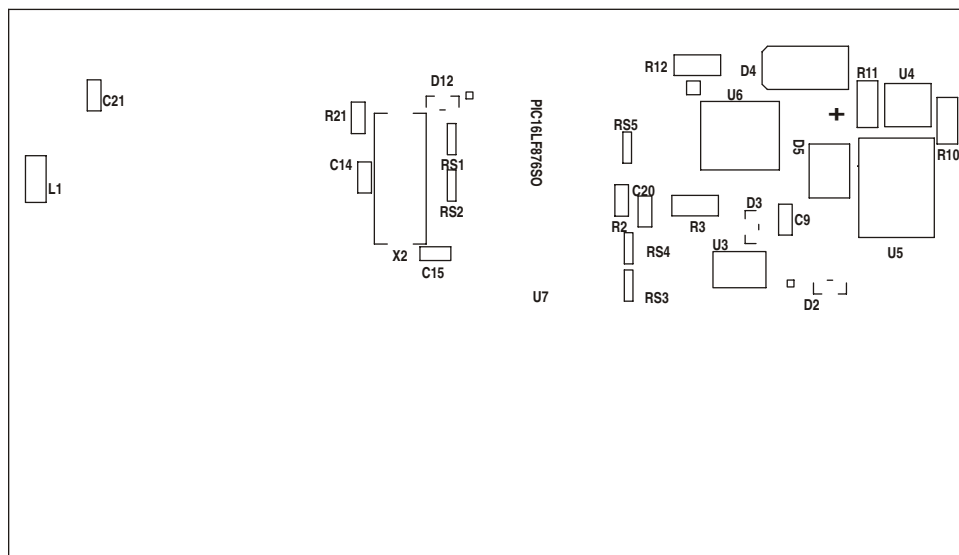 R12
D4
R11
U4
D12
C21
R21
PIC16LF876SO
RS5
U6
+
R10
D5
C14
RS1
L1
RS2
C20
R2
R3
D3
C9
X2
C15
RS4
U3
U5
U7
RS3
D2